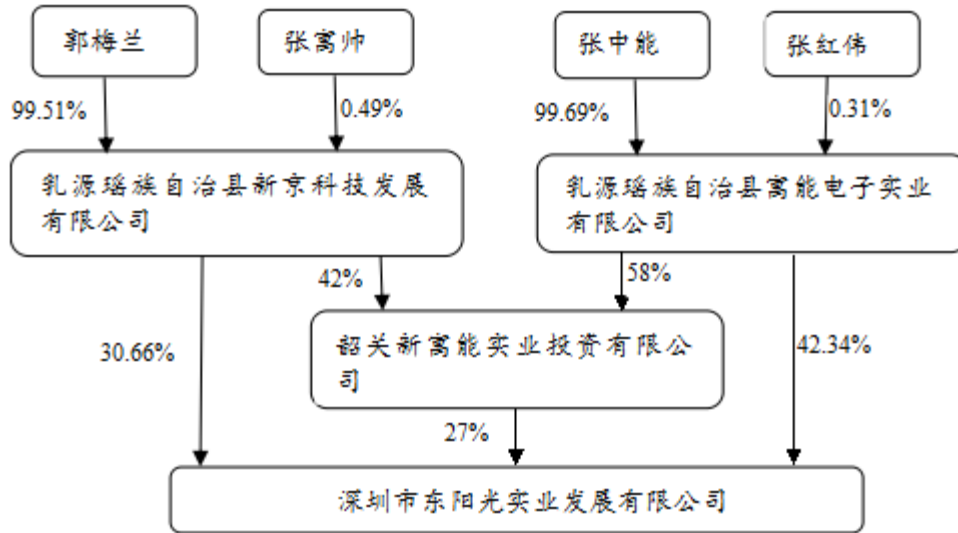 郭梅兰
张寓帅
张中能
张红伟
99.51%
0.49%
99.69%
0.31%
乳源瑶族自治县新京科技发展
有限公司
乳源瑶族自治县寓能电子实业
有限公司
42%
58%
30.66%
韶关新寓能实业投资有限公
司
42.34%
27%
深圳市东阳光实业发展有限公司